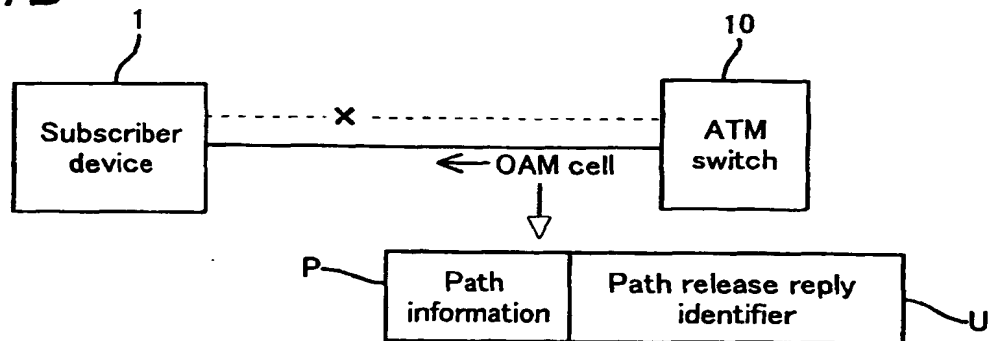 1
10
Subscriber device
ATM switch
×
← OAM cell
P
Path information
Path release reply identifier
U